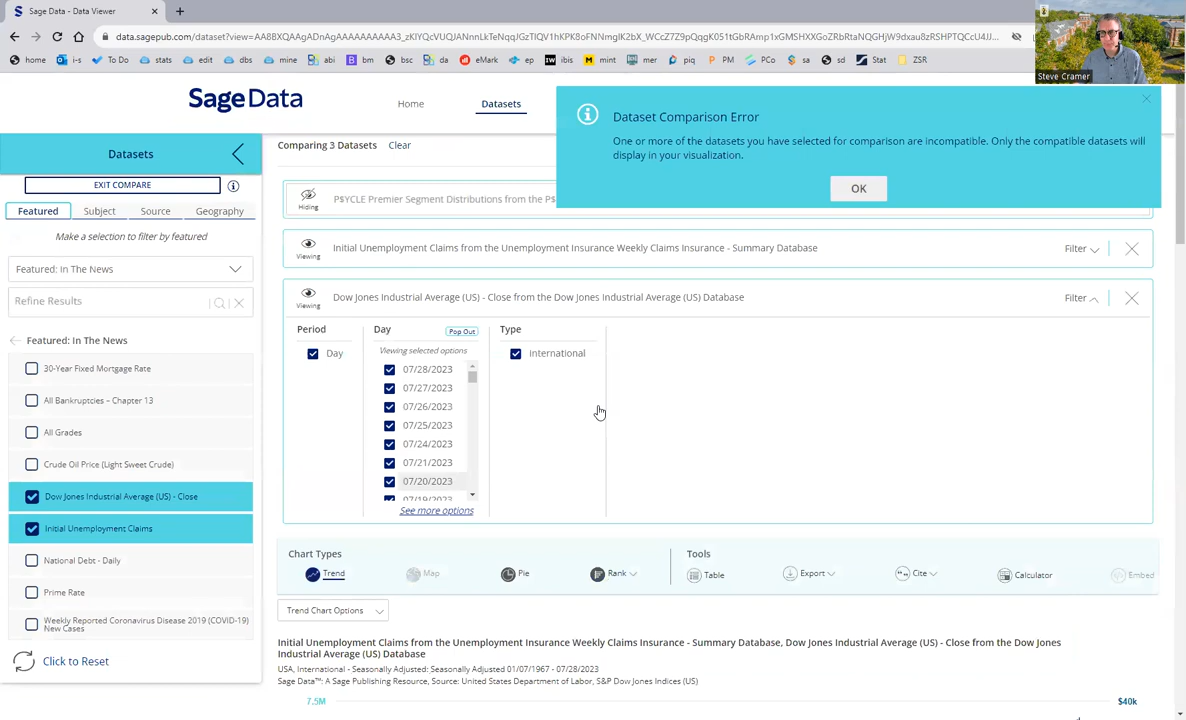 Sage Data - Data Viewer
data.sagepub.com/dataset?view=
home i-s To Do stats edit dbs mine abi bm bsc da eMark ep ibis mint mer piq PM PCo sa sd Stat ZSR
Steve Cramer
Sage Data
Home Datasets
Dataset Comparison Error
One or more of the datasets you have selected for comparison are incompatible. Only the compatible datasets will
display in your visualization.
OK
Datasets
EXIT COMPARE
Featured Subject Source Geography
Make a selection to filter by featured
Featured: In The News
Refine Results
Featured: In The News
30-Year Fixed Mortgage Rate
All Bankruptcies – Chapter 13
All Grades
Crude Oil Price (Light Sweet Crude)
Dow Jones Industrial Average (US) - Close
Initial Unemployment Claims
National Debt - Daily
Prime Rate
Weekly Reported Coronavirus Disease 2019 (COVID-19)
New Cases
Click to Reset
Comparing 3 Datasets Clear
Hiding P$YCLE Premier Segment Distributions from the P$
Viewing Initial Unemployment Claims from the Unemployment Insurance Weekly Claims Insurance - Summary Database Filter
Viewing Dow Jones Industrial Average (US) - Close from the Dow Jones Industrial Average (US) Database Filter
Period Day Pop Out Type
Viewing selected options
Day International
07/28/2023
07/27/2023
07/26/2023
07/25/2023
07/24/2023
07/21/2023
07/20/2023
07/19/2023
See more options
Chart Types Tools
Trend Map Pie Rank Table Export Cite Calculator Embed
Trend Chart Options
Initial Unemployment Claims from the Unemployment Insurance Weekly Claims Insurance - Summary Database, Dow Jones Industrial Average (US) - Close from the Dow Jones
Industrial Average (US) Database
USA, International - Seasonally Adjusted: Seasonally Adjusted 01/07/1967 - 07/28/2023
Sage Data™: A Sage Publishing Resource, Source: United States Department of Labor, S&P Dow Jones Indices (US)
7.5M $40k